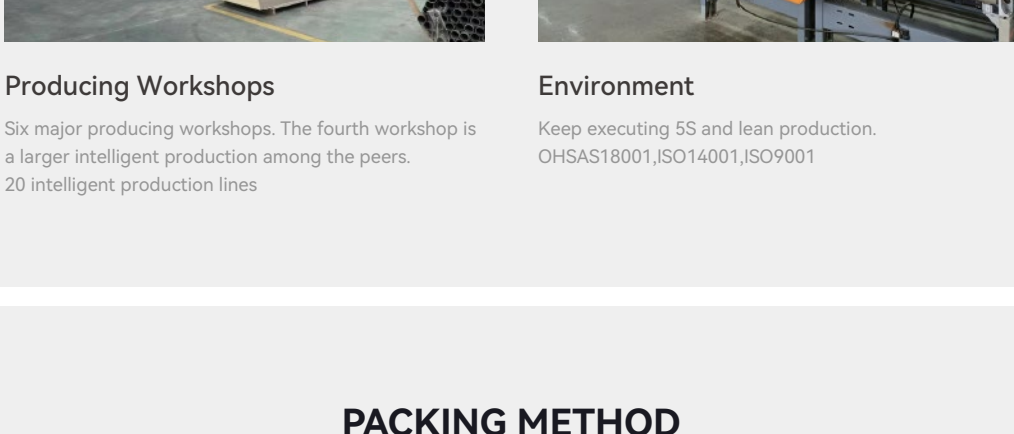 Producing Workshops
Six major producing workshops. The fourth workshop is
a larger intelligent production among the peers.
20 intelligent production lines
Environment
Keep executing 5S and lean production.
OHSAS18001,ISO14001,ISO9001
PACKING METHOD